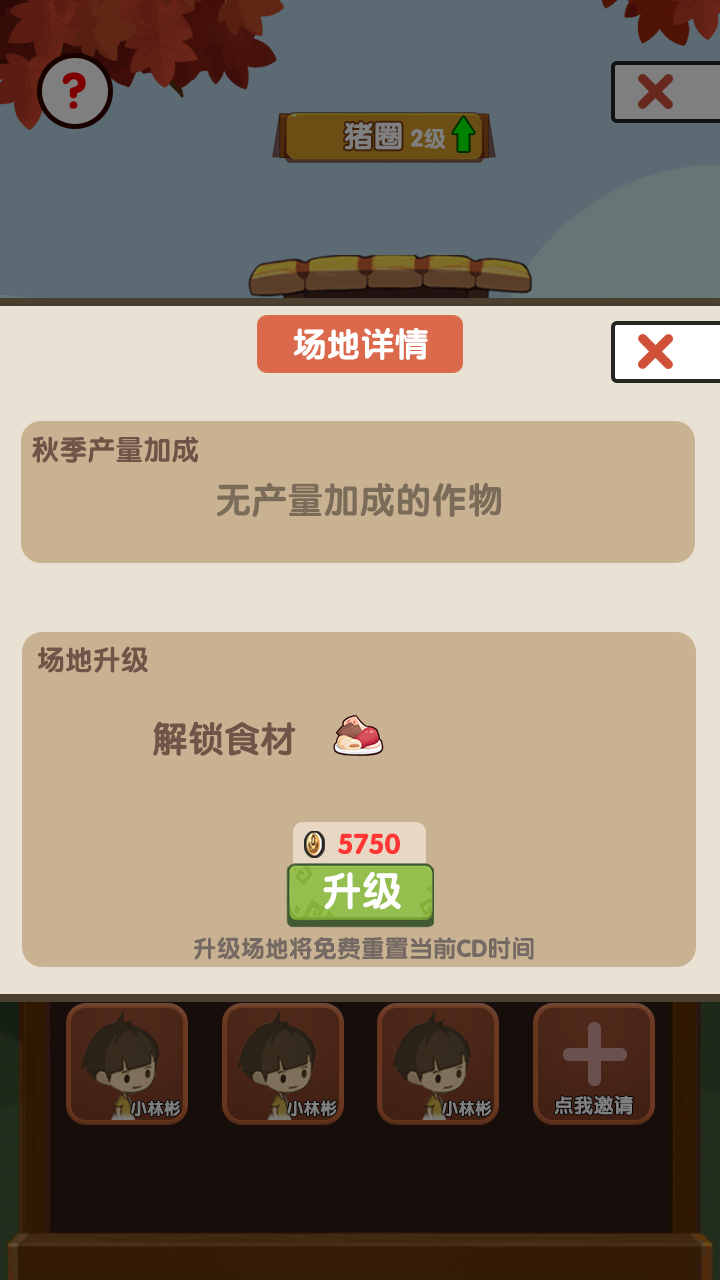 ?
猪圈 2级
场地详情
秋季产量加成
无产量加成的作物
场地升级
解锁食材
5750
升级
升级场地将免费重置当前CD时间
小林彬
小林彬
小林彬
点我邀请